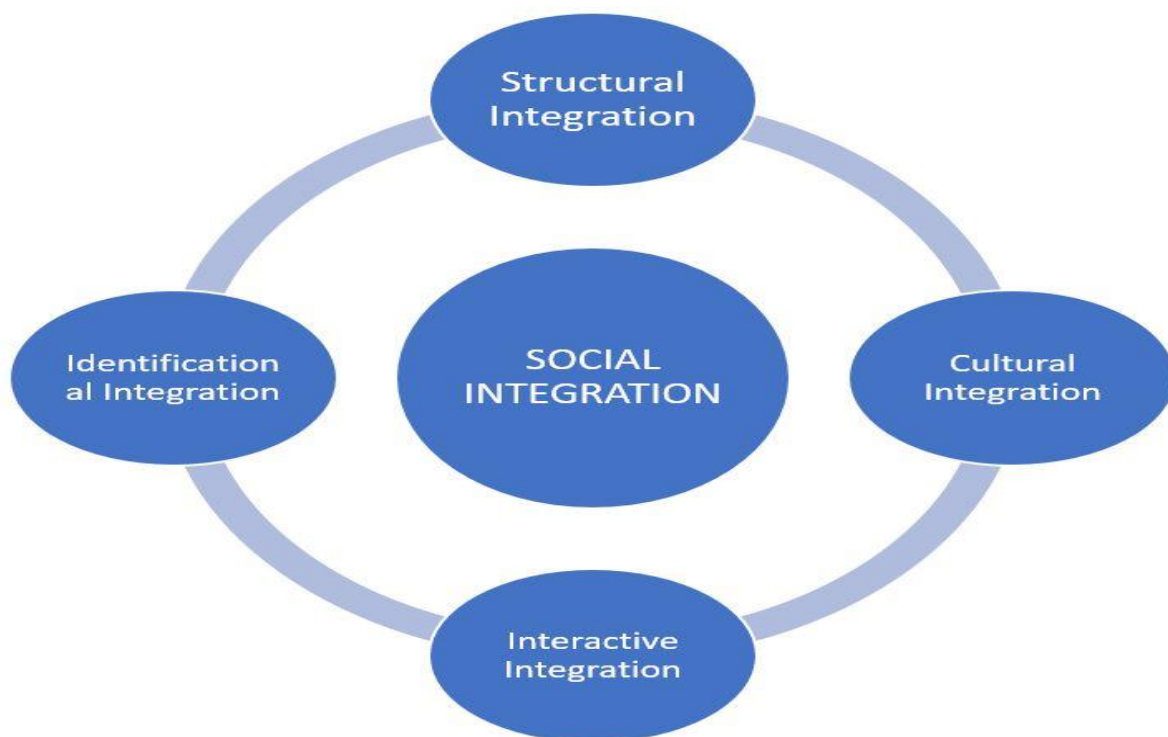 Structural
Integration
Identification
al Integration
SOCIAL
INTEGRATION
Cultural
Integration
Interactive
Integration